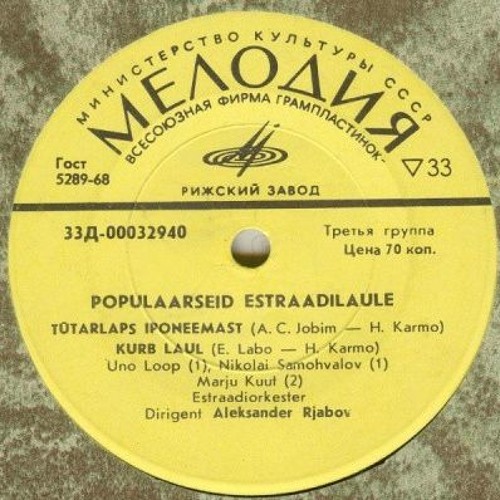 МИНИСТЕРСТВО КУЛЬТУРЫ СССР
МЕЛОДИЯ
ВСЕСОЮЗНАЯ ФИРМА ГРАМПЛАСТИНОК
Гост
5289-68
▽33
РИЖСКИЙ ЗАВОД
33Д-00032940
Третья группа
Цена 70 коп.
POPULAARSEID ESTRAADILAULE
TÜTARLAPS IPONEEMAST (A. C. Jobim — H. Karmo)
KURB LAUL (E. Labo — H. Karmo)
Uno Loop (1), Nikolai Samohvalov (1)
Marju Kuut (2)
Estraadiorkester
Dirigent Aleksander Rjabov